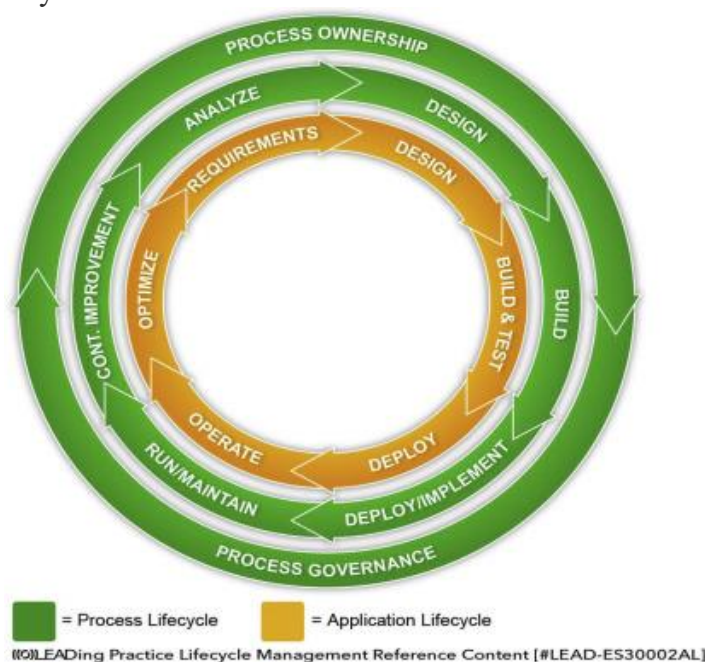 PROCESS OWNERSHIP
ANALYZE
DESIGN
BUILD
DEPLOY/IMPLEMENT
RUN/MAINTAIN
CONT. IMPROVEMENT
REQUIREMENTS
DESIGN
BUILD & TEST
DEPLOY
OPERATE
OPTIMIZE
PROCESS GOVERNANCE
= Process Lifecycle
= Application Lifecycle
LEADing Practice Lifecycle Management Reference Content [#LEAD-ES30002AL]